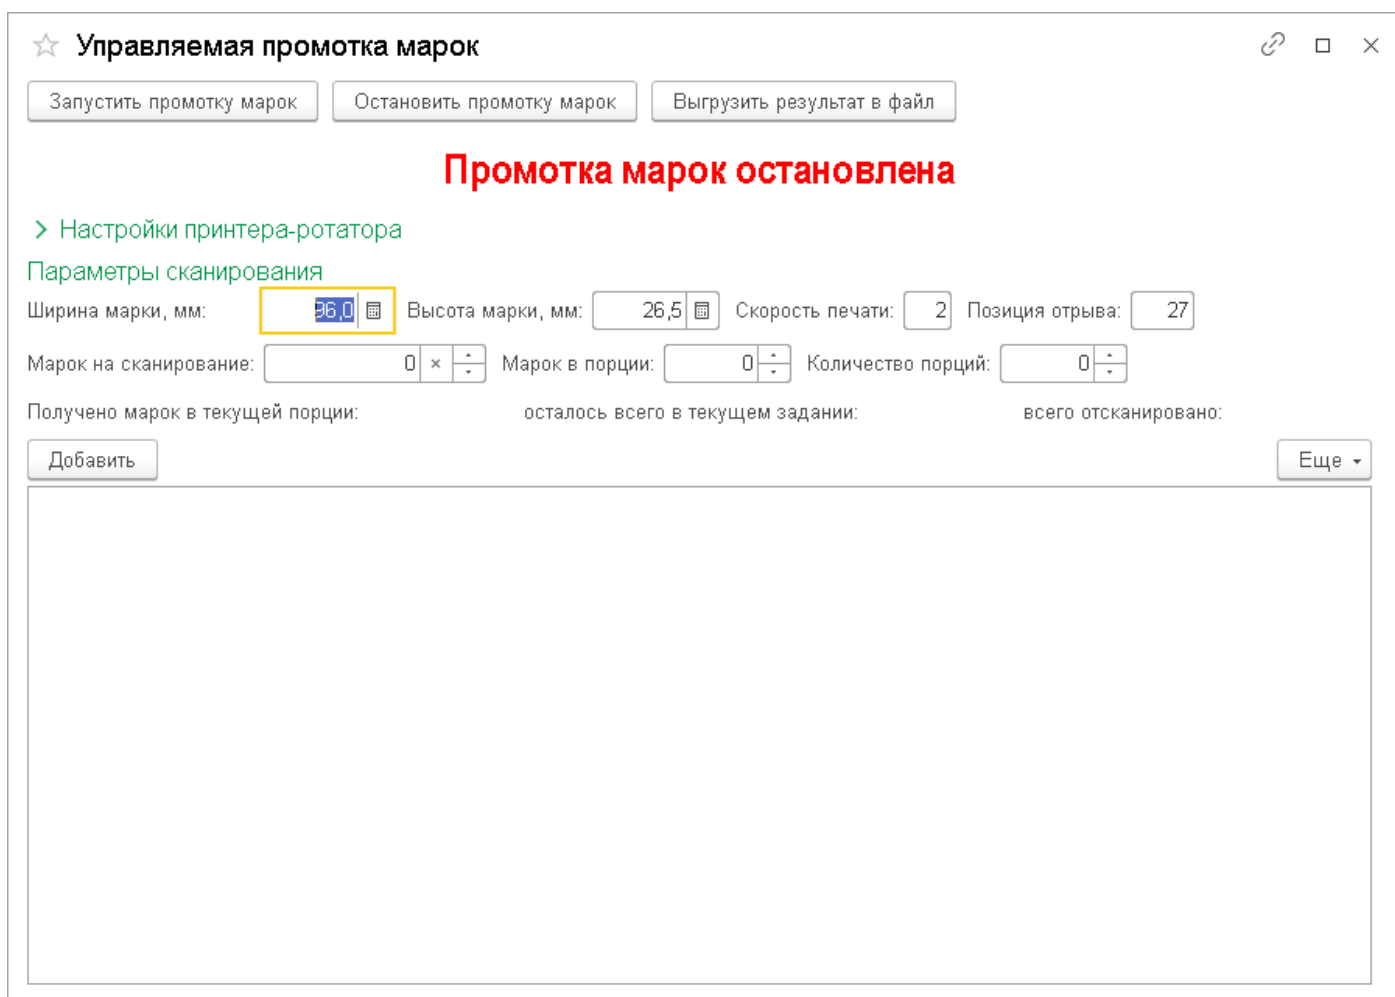 Управляемая промотка марок
Запустить промотку марок Остановить промотку марок Выгрузить результат в файл
Промотка марок остановлена
Настройки принтера-ротатора
Параметры сканирования
Ширина марки, мм: 96,0 Высота марки, мм: 26,5 Скорость печати: 2 Позиция отрыва: 27
Марок на сканирование: 0 Марок в порции: 0 Количество порций: 0
Получено марок в текущей порции: осталось всего в текущем задании: всего отсканировано:
Добавить Еще